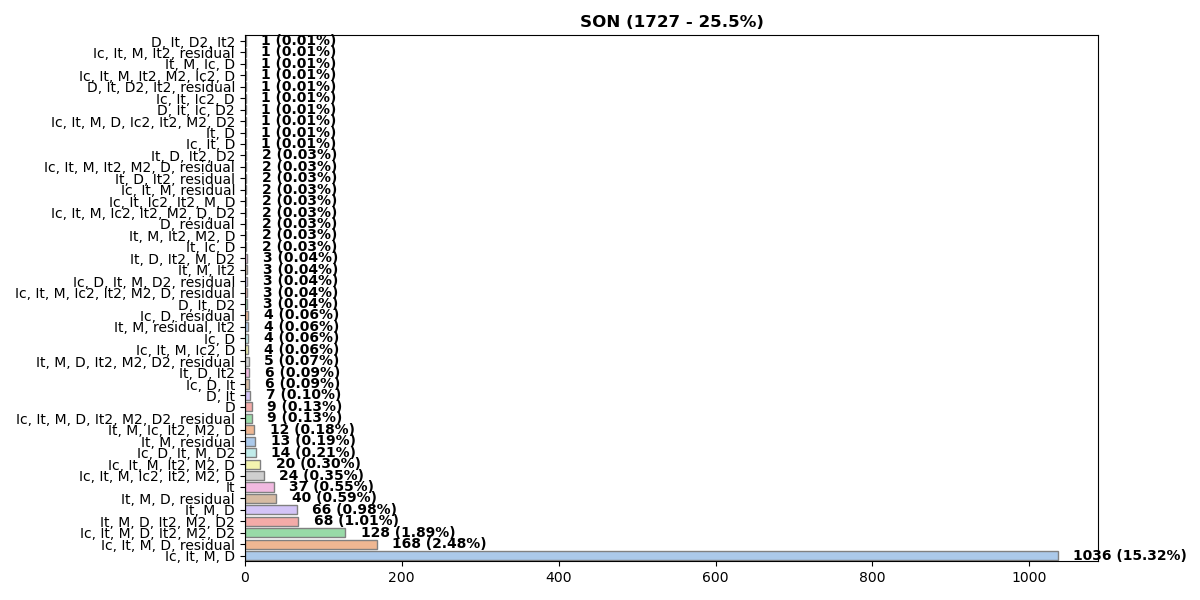 SON (1727 - 25.5%)
D, It, D2, It2 1 (0.01%)
Ic, It, M, It2, residual 1 (0.01%)
It, M, Ic, D 1 (0.01%)
Ic, It, M, It2, M2, Ic2, D 1 (0.01%)
D, It, D2, It2, residual 1 (0.01%)
Ic, It, Ic2, D 1 (0.01%)
D, It, Ic, D2 1 (0.01%)
Ic, It, M, D, Ic2, It2, M2, D2 1 (0.01%)
It, D 1 (0.01%)
Ic, It, D 1 (0.01%)
It, D, It2, D2 2 (0.03%)
Ic, It, M, It2, M2, D, residual 2 (0.03%)
It, D, It2, residual 2 (0.03%)
Ic, It, M, residual 2 (0.03%)
Ic, It, Ic2, It2, M, D 2 (0.03%)
Ic, It, M, Ic2, It2, M2, D, D2 2 (0.03%)
D, residual 2 (0.03%)
It, M, It2, M2, D 2 (0.03%)
It, Ic, D 2 (0.03%)
It, D, It2, M, D2 3 (0.04%)
It, M, It2 3 (0.04%)
Ic, D, It, M, D2, residual 3 (0.04%)
Ic, It, M, Ic2, It2, M2, D, residual 3 (0.04%)
D, It, D2 3 (0.04%)
Ic, D, residual 4 (0.06%)
It, M, residual, It2 4 (0.06%)
Ic, D 4 (0.06%)
Ic, It, M, Ic2, D 4 (0.06%)
It, M, D, It2, M2, D2, residual 5 (0.07%)
It, D, It2 6 (0.09%)
Ic, D, It 6 (0.09%)
D, It 7 (0.10%)
D 9 (0.13%)
Ic, It, M, D, It2, M2, D2, residual 9 (0.13%)
It, M, Ic, It2, M2, D 12 (0.18%)
It, M, residual 13 (0.19%)
Ic, D, It, M, D2 14 (0.21%)
Ic, It, M, It2, M2, D 20 (0.30%)
Ic, It, M, Ic2, It2, M2, D 24 (0.35%)
It 37 (0.55%)
It, M, D, residual 40 (0.59%)
It, M, D 66 (0.98%)
It, M, D, It2, M2, D2 68 (1.01%)
Ic, It, M, D, It2, M2, D2 128 (1.89%)
Ic, It, M, D, residual 168 (2.48%)
Ic, It, M, D 1036 (15.32%)
0 200 400 600 800 1000